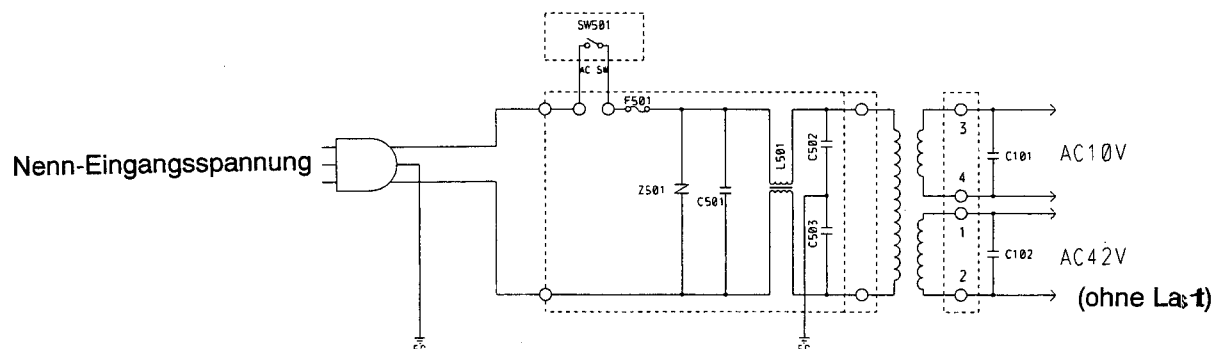 SW501
AC SW
F501
Nenn-Eingangsspannung
Z501
C501
L501
C502
C503
3
4
1
2
C101
C102
AC10V
AC42V
(ohne Last)